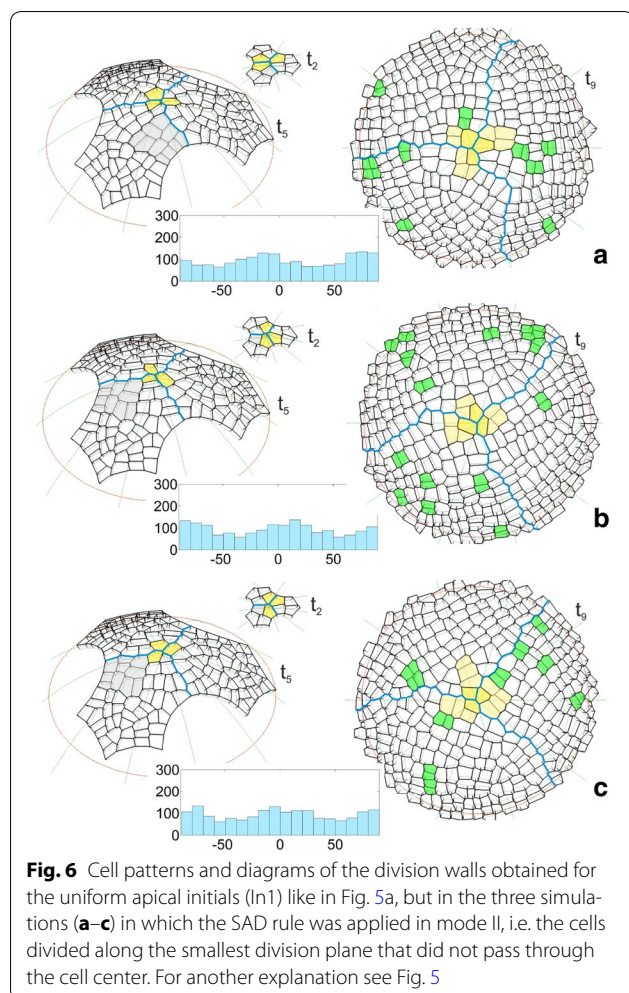 t2
t9
t5
300
200
100
0
-50 0 50
a
t2
t9
t5
300
200
100
0
-50 0 50
b
t2
t9
t5
300
200
100
0
-50 0 50
c
Fig. 6 Cell patterns and diagrams of the division walls obtained for
the uniform apical initials (In1) like in Fig. 5a, but in the three simula-
tions (a–c) in which the SAD rule was applied in mode II, i.e. the cells
divided along the smallest division plane that did not pass through
the cell center. For another explanation see Fig. 5